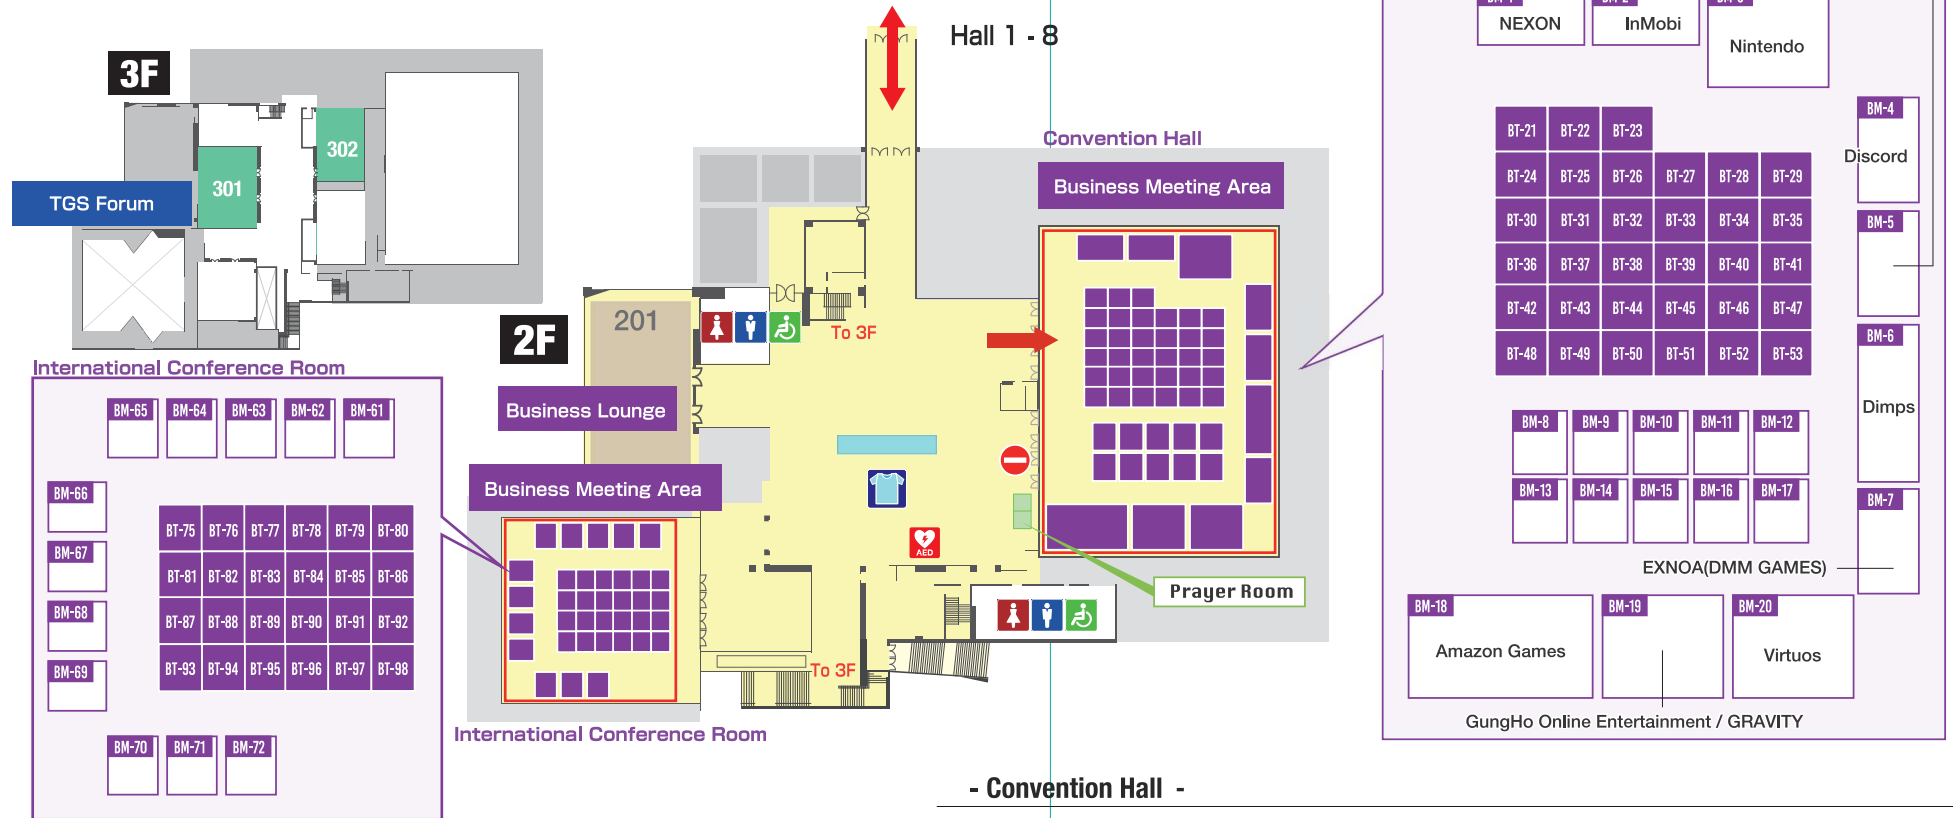 3F
301
302
TGS Forum
Hall 1 - 8
Convention Hall
Business Meeting Area
2F
201
To 3F
Business Lounge
Business Meeting Area
AED
Prayer Room
To 3F
International Conference Room
International Conference Room
BM-65 BM-64 BM-63 BM-62 BM-61
BM-66
BM-67
BM-68
BM-69
BT-75 BT-76 BT-77 BT-78 BT-79 BT-80
BT-81 BT-82 BT-83 BT-84 BT-85 BT-86
BT-87 BT-88 BT-89 BT-90 BT-91 BT-92
BT-93 BT-94 BT-95 BT-96 BT-97 BT-98
BM-70 BM-71 BM-72
NEXON
InMobi
Nintendo
BM-4
Discord
BM-5
BM-6
Dimps
BM-7
EXNOA(DMM GAMES)
BT-21 BT-22 BT-23
BT-24 BT-25 BT-26 BT-27 BT-28 BT-29
BT-30 BT-31 BT-32 BT-33 BT-34 BT-35
BT-36 BT-37 BT-38 BT-39 BT-40 BT-41
BT-42 BT-43 BT-44 BT-45 BT-46 BT-47
BT-48 BT-49 BT-50 BT-51 BT-52 BT-53
BM-8 BM-9 BM-10 BM-11 BM-12
BM-13 BM-14 BM-15 BM-16 BM-17
BM-18
Amazon Games
BM-19
BM-20
Virtuos
GungHo Online Entertainment / GRAVITY
- Convention Hall -